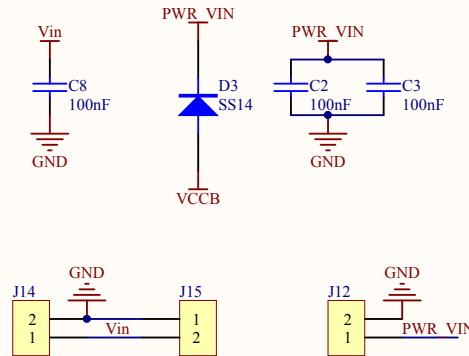 Vin
C8
100nF
GND
PWR_VIN
D3
SS14
VCCB
PWR_VIN
C2
100nF
C3
100nF
GND
GND
J14
2
1
Vin
J15
1
2
GND
J12
2
1
PWR_VIN